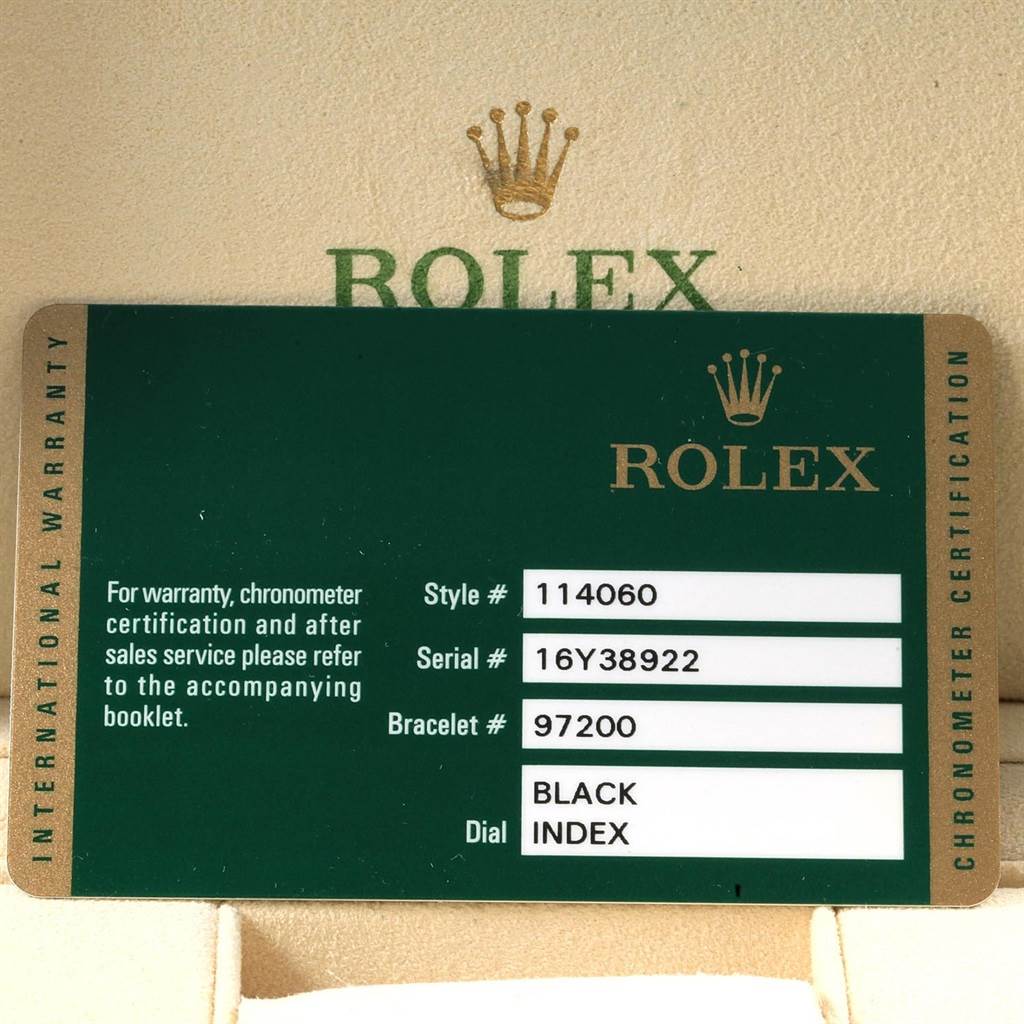 ROLEX
INTERNATIONAL WARRANTY
ROLEX
For warranty, chronometer
certification and after
sales service please refer
to the accompanying
booklet.
Style # 114060
Serial # 16Y38922
Bracelet # 97200
Dial BLACK
INDEX
CHRONOMETER CERTIFICATION